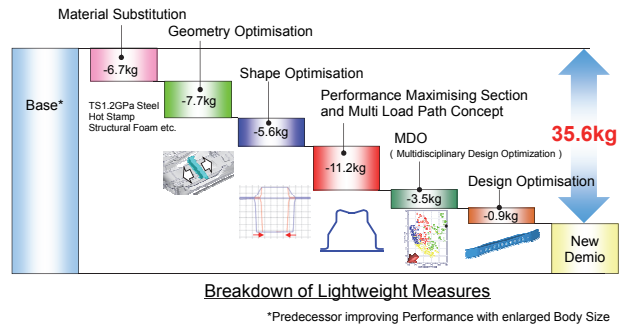 Material Substitution
Geometry Optimisation
-6.7kg
Shape Optimisation
-7.7kg
Performance Maximising Section
and Multi Load Path Concept
Base*
TS1.2GPa Steel
Hot Stamp
Structural Foam etc.
-5.6kg
35.6kg
MDO
( Multidisciplinary Design Optimization )
-11.2kg
Design Optimisation
-3.5kg
-0.9kg
New
Demio
Breakdown of Lightweight Measures
*Predecessor improving Performance with enlarged Body Size